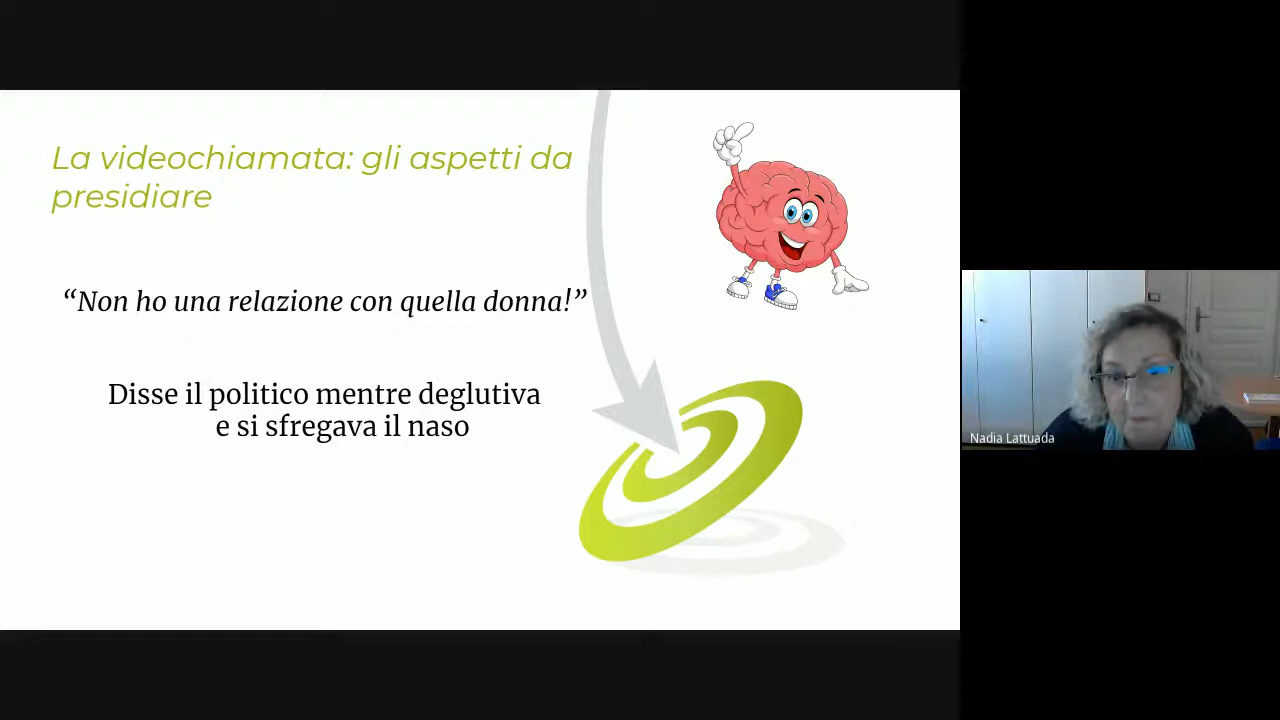 La videochiamata: gli aspetti da
presidiare
“Non ho una relazione con quella donna!”
Disse il politico mentre deglutiva
e si sfregava il naso
Nadia Lattuada